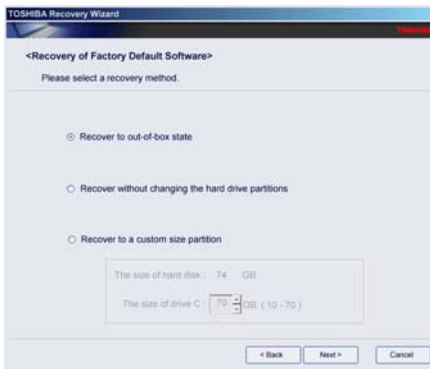 TOSHIBA Recovery Wizard
TOSHIBA
<Recovery of Factory Default Software>
Please select a recovery method.
Recover to out-of-box state
Recover without changing the hard drive partitions
Recover to a custom size partition
The size of hard disk : 74 GB
The size of drive C : 70 GB ( 10 - 70 )
< Back Next > Cancel